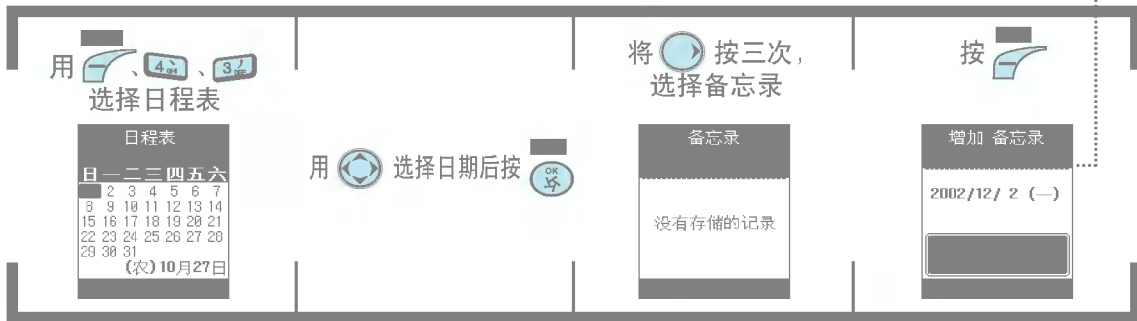 用 、4 、3
选择日程表
日程表
日一二三四五六
2 3 4 5 6 7
8 9 10 11 12 13 14
15 16 17 18 19 20 21
22 23 24 25 26 27 28
29 30 31
(农)10月27日
用 选择日期后按 OK
将 按三次，
选择备忘录
备忘录
没有存储的记录
按
增加 备忘录
2002/12/ 2 (一)